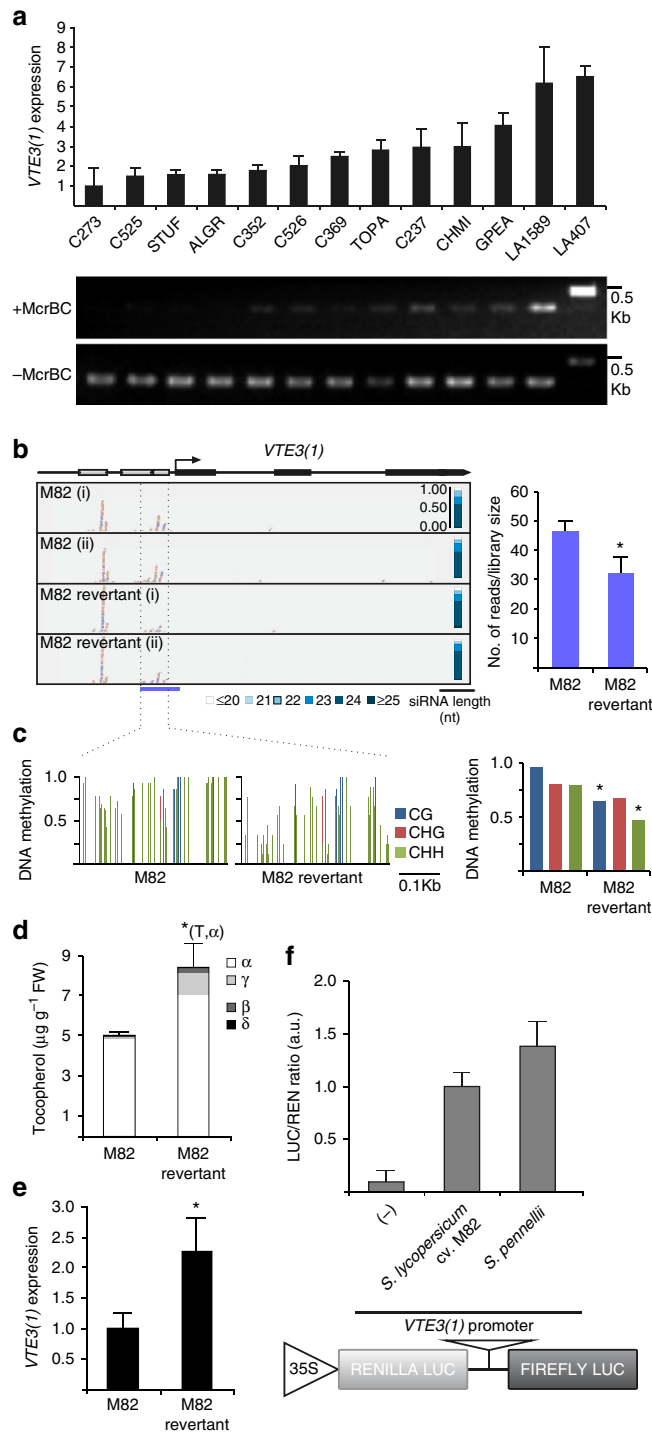 a
VTE3(1) expression
9
8
7
6
5
4
3
2
1
C273
C525
STUF
ALGR
C352
C526
C369
TOPA
C237
CHMI
GPEA
LA1589
LA407
+McrBC
0.5
Kb
−McrBC
0.5
Kb
b
VTE3(1)
M82 (i)
1.00
0.50
0.00
M82 (ii)
M82 revertant (i)
M82 revertant (ii)
≤20 21 22 23 24 ≥25
siRNA length
(nt)
No. of reads/library size
60
50
40
30
20
10
*
M82
M82
revertant
c
DNA methylation
1.0
0.5
M82
1.0
0.5
M82 revertant
CG
CHG
CHH
0.1Kb
DNA methylation
1.0
0.5
*
*
M82
M82
revertant
d
Tocopherol (μg g−1 FW)
9
7
5
3
1
*(T,α)
α
γ
β
δ
M82
M82
revertant
e
VTE3(1) expression
3.0
2.5
2.0
1.5
1.0
0.5
*
M82
M82
revertant
f
LUC/REN ratio (a.u.)
2.0
1.5
1.0
0.5
(−)
S. lycopersicum
cv. M82
S. pennellii
VTE3(1) promoter
35S
RENILLA LUC
FIREFLY LUC